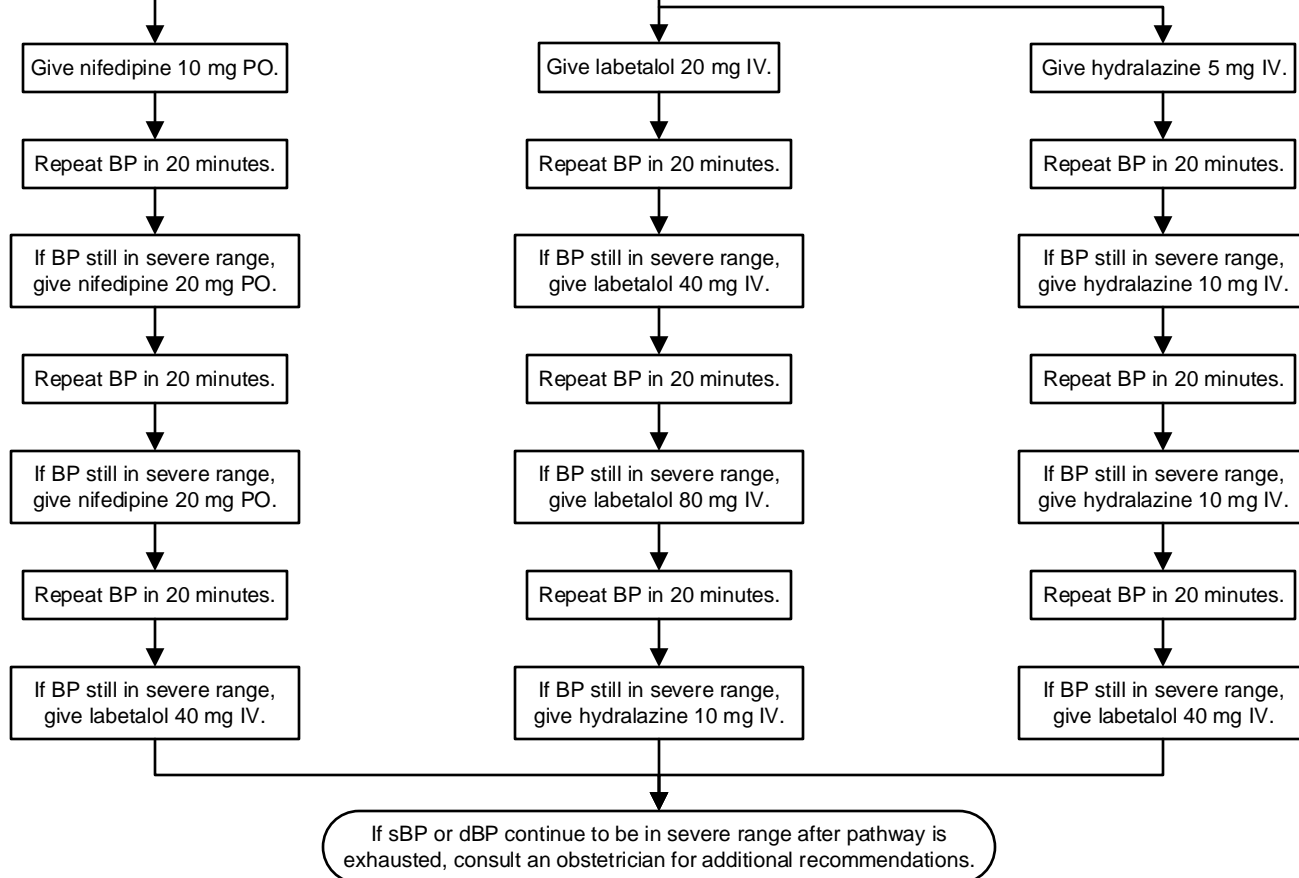 Give nifedipine 10 mg PO.
Repeat BP in 20 minutes.
If BP still in severe range,
give nifedipine 20 mg PO.
Repeat BP in 20 minutes.
If BP still in severe range,
give nifedipine 20 mg PO.
Repeat BP in 20 minutes.
If BP still in severe range,
give labetalol 40 mg IV.
Give labetalol 20 mg IV.
Repeat BP in 20 minutes.
If BP still in severe range,
give labetalol 40 mg IV.
Repeat BP in 20 minutes.
If BP still in severe range,
give labetalol 80 mg IV.
Repeat BP in 20 minutes.
If BP still in severe range,
give hydralazine 10 mg IV.
Give hydralazine 5 mg IV.
Repeat BP in 20 minutes.
If BP still in severe range,
give hydralazine 10 mg IV.
Repeat BP in 20 minutes.
If BP still in severe range,
give hydralazine 10 mg IV.
Repeat BP in 20 minutes.
If BP still in severe range,
give labetalol 40 mg IV.
If sBP or dBP continue to be in severe range after pathway is
exhausted, consult an obstetrician for additional recommendations.